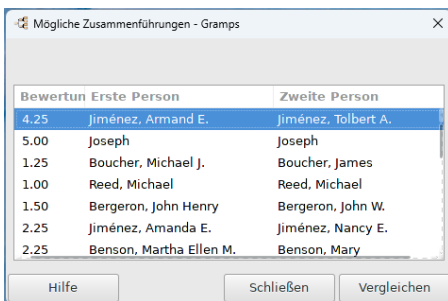 Mögliche Zusammenführungen - Gramps
Bewertun Erste Person Zweite Person
4.25 Jiménez, Armand E. Jiménez, Tolbert A.
5.00 Joseph Joseph
1.25 Boucher, Michael J. Boucher, James
1.00 Reed, Michael Reed, Michael
1.50 Bergeron, John Henry Bergeron, John W.
2.25 Jiménez, Amanda E. Jiménez, Nancy E.
2.25 Benson, Martha Ellen M. Benson, Mary
Hilfe Schließen Vergleichen